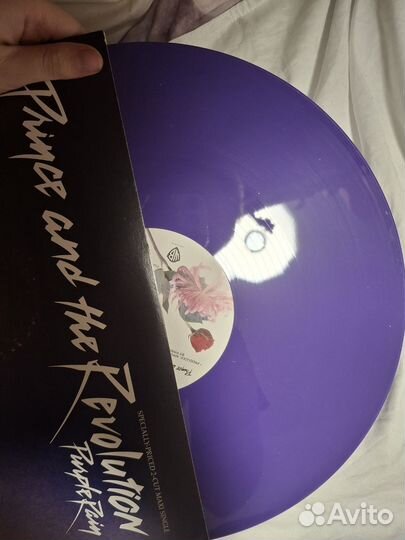 Prince and the Revolution
Purple Rain
SPECIALLY-PRICED 2-CUT MAXI-SINGLE
Avito